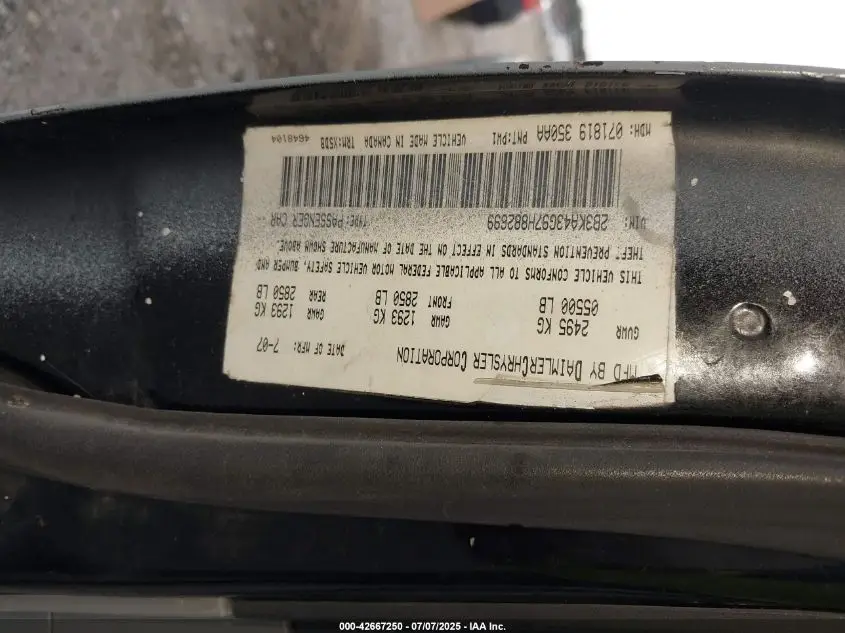 MFD BY DAIMLERCHRYSLER CORPORATION DATE OF MFR: 7-07
GVWR GAWR FRONT GAWR REAR
2495 KG 1293 KG 1293 KG
05500 LB 2850 LB 2850 LB
THIS VEHICLE CONFORMS TO ALL APPLICABLE FEDERAL MOTOR VEHICLE SAFETY, BUMPER AND
THEFT PREVENTION STANDARDS IN EFFECT ON THE DATE OF MANUFACTURE SHOWN ABOVE.
VIN: 2B3KA43G57H882699 TYPE: PASSENGER CAR
MDH: 071819 350AA PNT: PW1 VEHICLE MADE IN CANADA TRM: X5DB 4648104
000-42667250 - 07/07/2025 - IAA Inc.